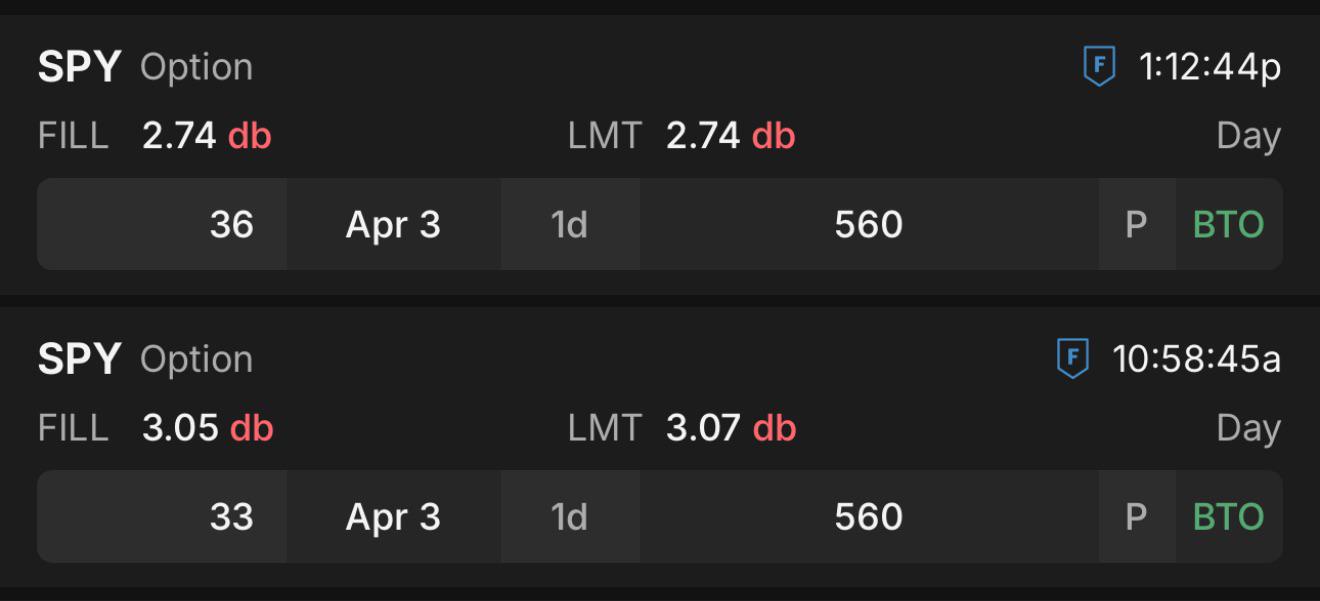 SPY Option F 1:12:44p
FILL 2.74 db LMT 2.74 db Day
36 Apr 3 1d 560 P BTO
SPY Option F 10:58:45a
FILL 3.05 db LMT 3.07 db Day
33 Apr 3 1d 560 P BTO